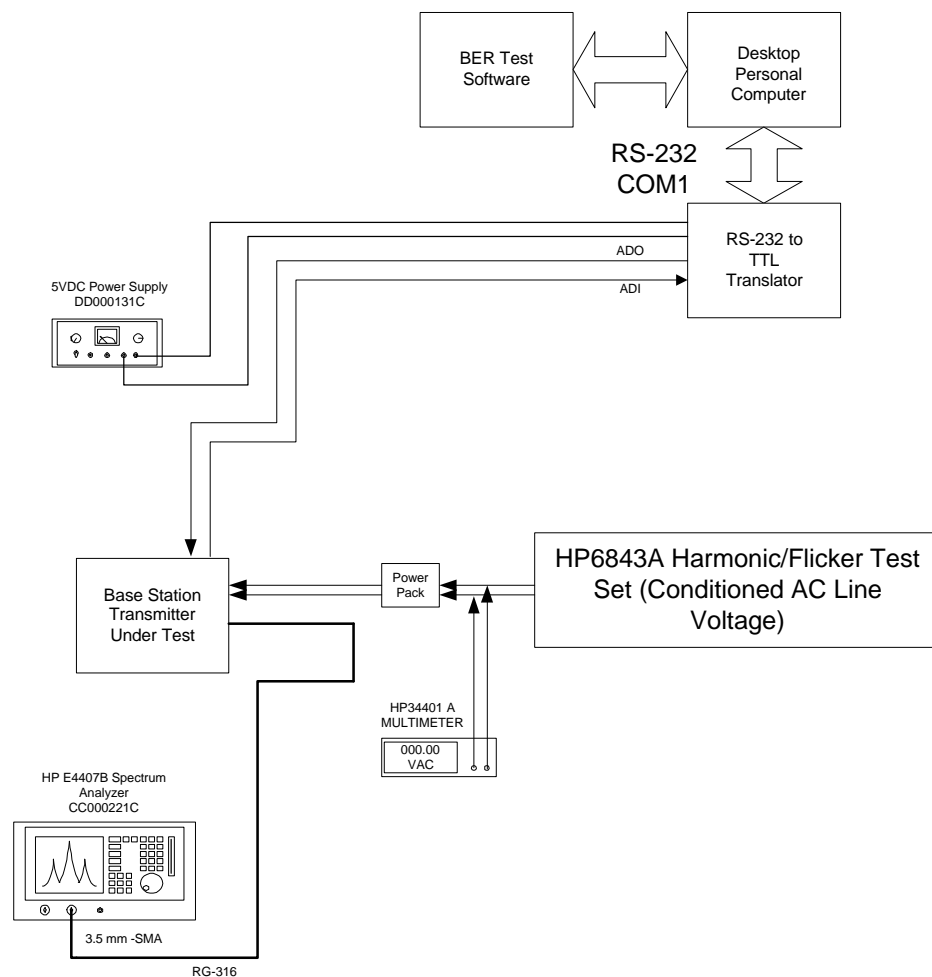 BER Test
Software
Desktop
Personal
Computer
RS-232
COM1
RS-232 to
TTL
Translator
ADO
ADI
5VDC Power Supply
DD000131C
Base Station
Transmitter
Under Test
Power
Pack
HP6843A Harmonic/Flicker Test
Set (Conditioned AC Line
Voltage)
HP34401 A
MULTIMETER
000.00
VAC
HP E4407B Spectrum
Analyzer
CC000221C
3.5 mm -SMA
RG-316